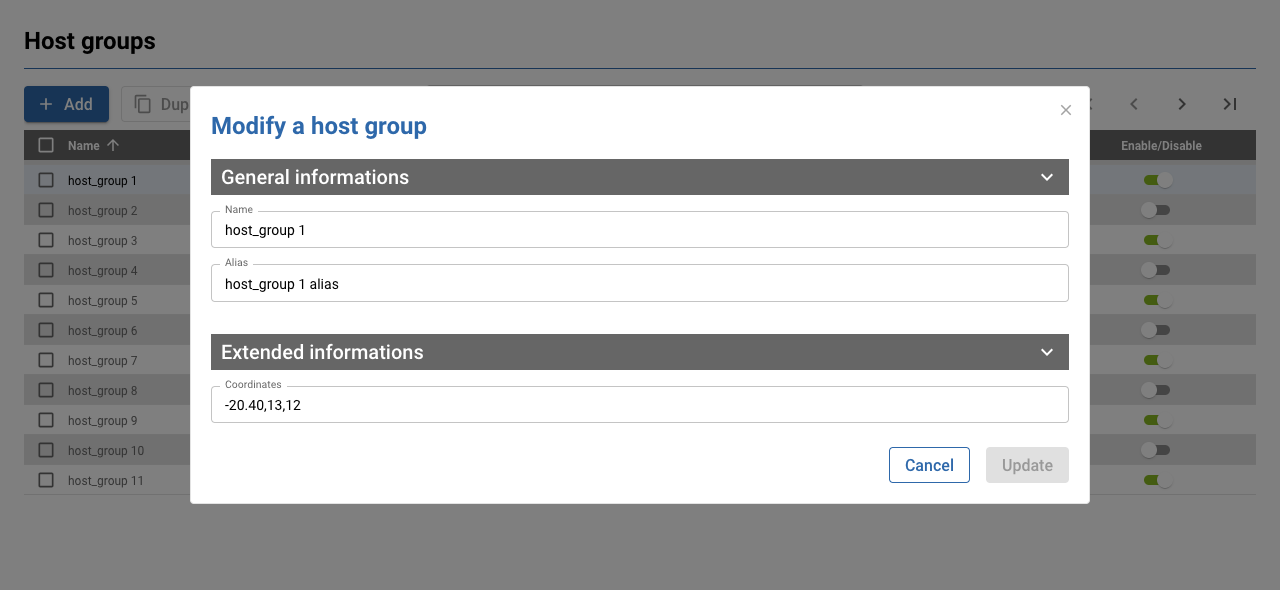 Host groups
Add
Dup
Modify a host group
General informations
Name
host_group 1
Alias
host_group 1 alias
Extended informations
Coordinates
-20.40,13,12
Cancel
Update
Name
Enable/Disable
host_group 1
host_group 2
host_group 3
host_group 4
host_group 5
host_group 6
host_group 7
host_group 8
host_group 9
host_group 10
host_group 11